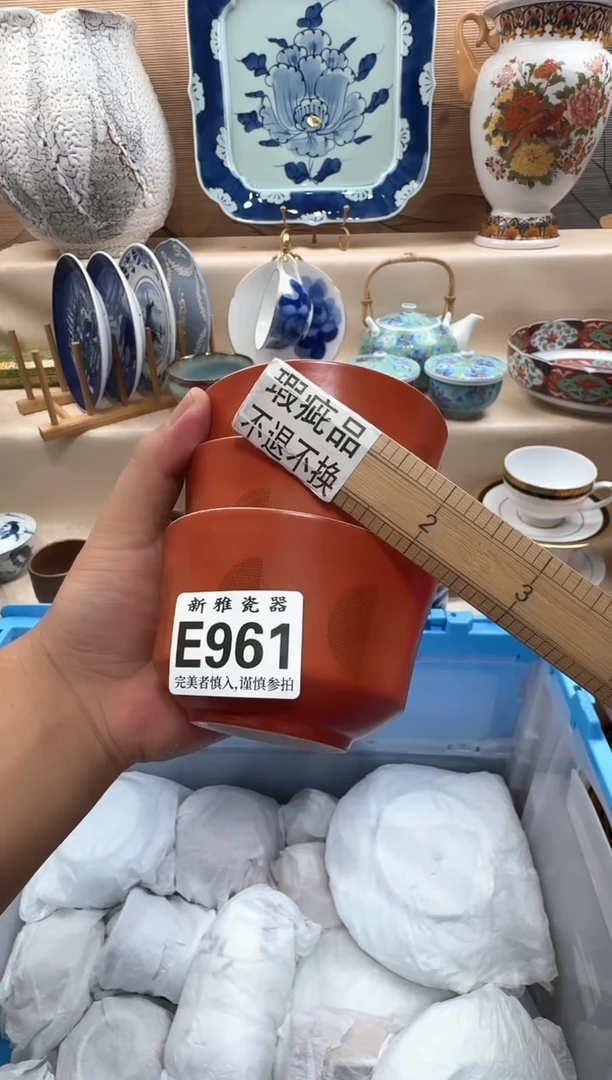 瑕疵品
不退不换
2
3
新雅瓷器
E961
完美者慎入,谨慎参拍